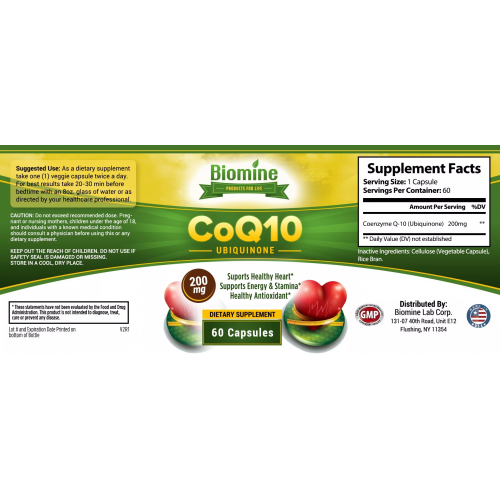 Suggested Use: As a dietary supplement
take one (1) veggie capsule twice a day.
For best results take 20-30 min before
bedtime with an 8oz. glass of water or as
directed by your healthcare professional.
CAUTION: Do not exceed recommended dose. Preg-
nant or nursing mothers, children under the age of 18,
and individuals with a known medical condition
should consult a physician before using this or any
dietary supplement.
KEEP OUT THE REACH OF CHILDREN. DO NOT USE IF
SAFETY SEAL IS DAMAGED OR MISSING.
STORE IN A COOL, DRY PLACE.
* These statements have not been evaluated by the Food and Drug
Administration. This product is not intended to diagnose, treat,
cure or prevent any disease.
Lot # and Expiration Date Printed on
bottom of Bottle
V2R1
Biomine
PRODUCTS FOR LIFE
CoQ10
UBIQUINONE
200
mg
Suports Healthy Heart*
Supports Energy & Stamina*
Healthy Antioxidant*
DIETARY SUPPLEMENT
60 Capsules
Supplement Facts
Serving Size: 1 Capsule
Servings Per Container: 60
Amount Per Serving %DV
Coenzyme Q-10 (Ubiquinone) 200mg **
** Daily Value (DV) not established
Inactive Ingredients: Cellulose (Vegetable Capsule),
Rice Bran.
GMP
Distributed By:
Biomine Lab Corp.
131-07 40th Road, Unit E12
Flushing, NY 11354